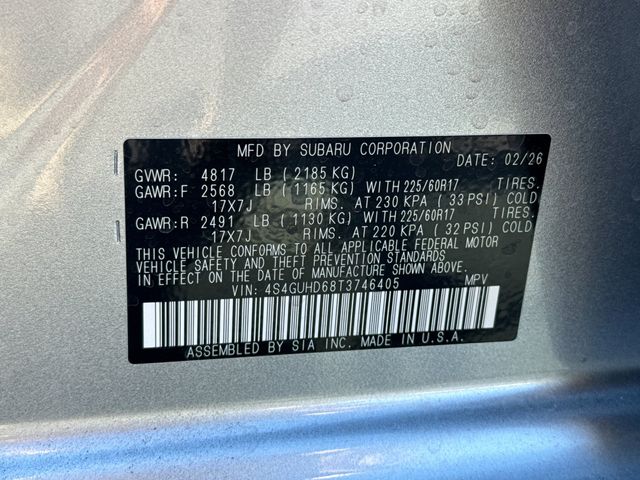 MFD BY SUBARU CORPORATION DATE: 02/26
GVWR: 4817 LB (2185 KG)
GAWR:F 2568 LB (1165 KG) WITH 225/60R17 TIRES.
17X7J RIMS. AT 230 KPA (33 PSI) COLD
GAWR:R 2491 LB (1130 KG) WITH 225/60R17 TIRES.
17X7J RIMS. AT 220 KPA (32 PSI) COLD
THIS VEHICLE CONFORMS TO ALL APPLICABLE FEDERAL MOTOR
VEHICLE SAFETY AND THEFT PREVENTION STANDARDS
IN EFFECT ON THE DATE OF MANUFACTURE SHOWN ABOVE.
VIN: 4S4GUHD68T3746405 MPV
ASSEMBLED BY SIA INC. MADE IN U.S.A.